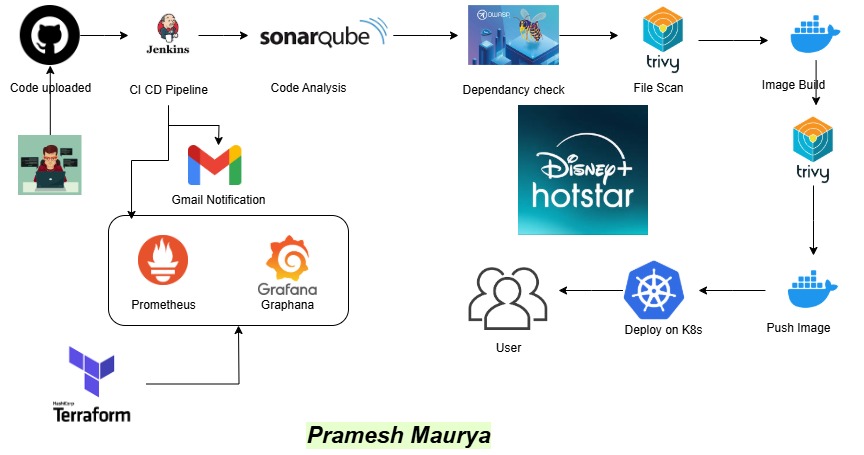 Jenkins
sonarqube
OWASP
trivy
Code uploaded
CI CD Pipeline
Code Analysis
Dependancy check
File Scan
Image Build
Disney+
hotstar
trivy
Gmail Notification
Prometheus
Grafana
Graphana
User
Deploy on K8s
Push Image
HashiCorp
Terraform
Pramesh Maurya